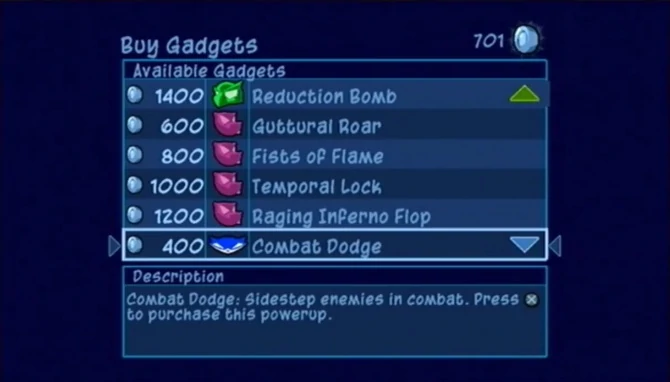 Buy Gadgets 701
Available Gadgets
1400 Reduction Bomb
600 Guttural Roar
800 Fists of Flame
1000 Temporal Lock
1200 Raging Inferno Flop
400 Combat Dodge
Description
Combat Dodge: Sidestep enemies in combat. Press
to purchase this powerup.